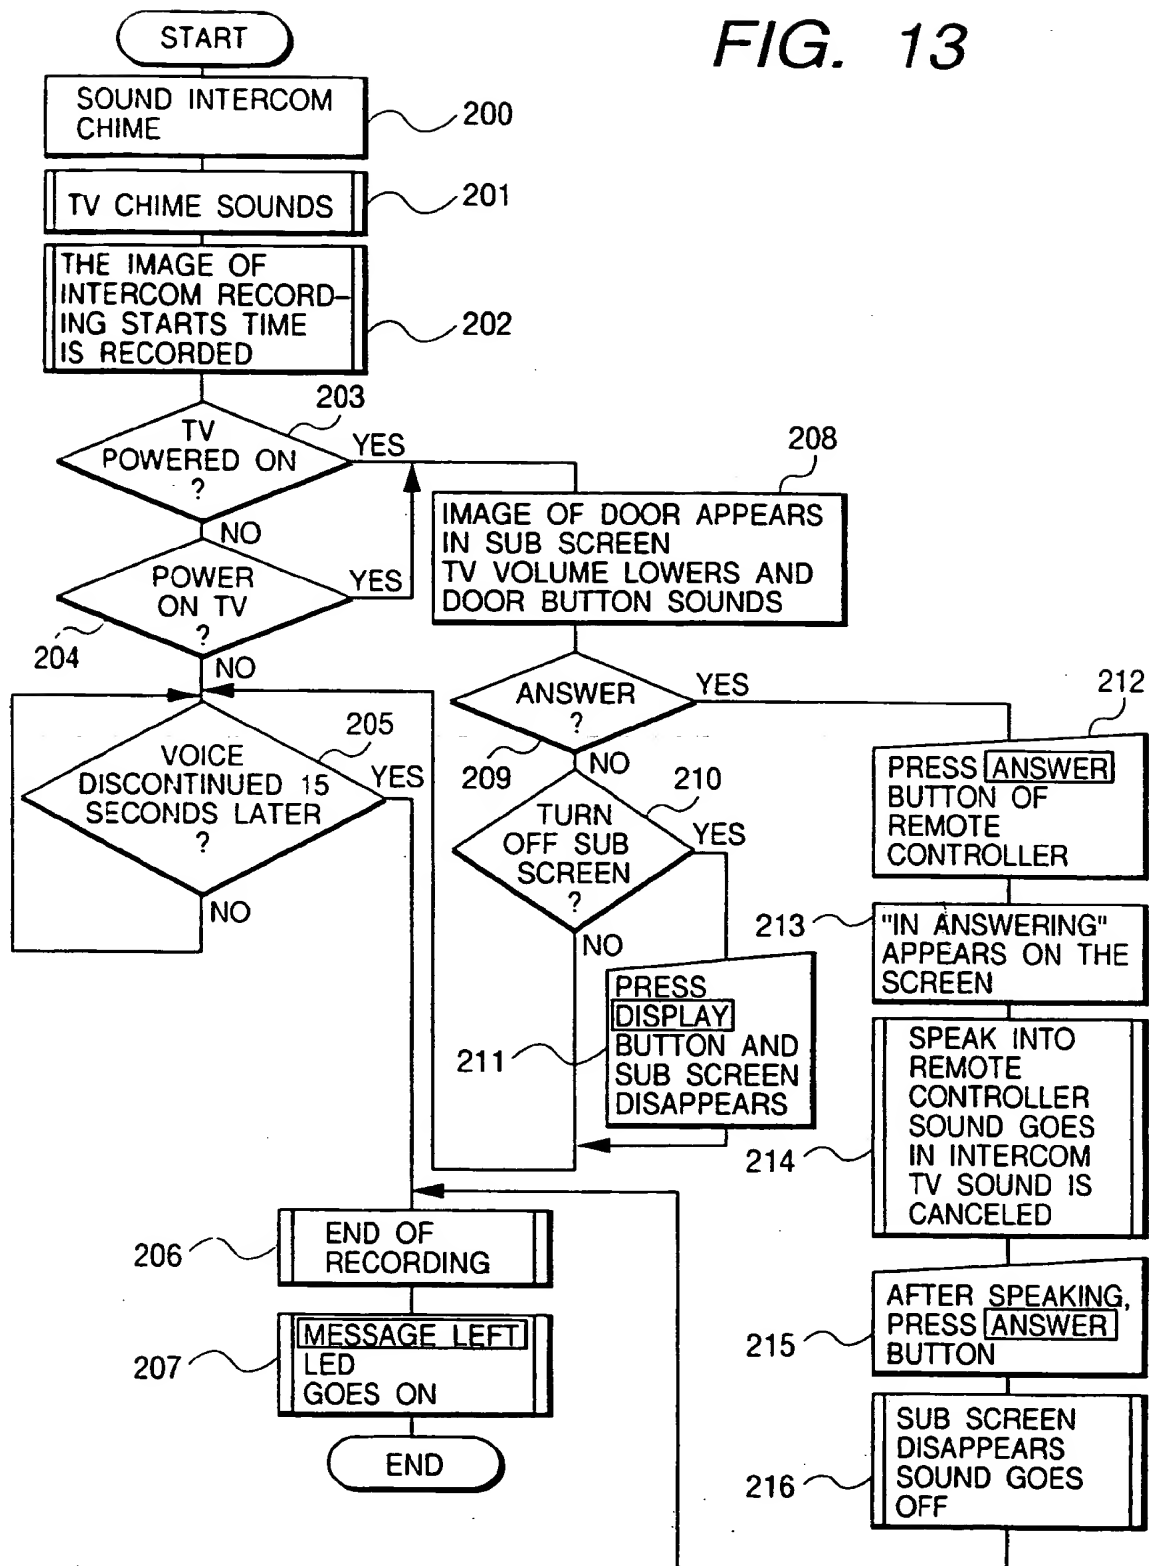 FIG. 13
START
SOUND INTERCOM
CHIME
200
TV CHIME SOUNDS
201
THE IMAGE OF
INTERCOM RECORD-
ING STARTS TIME
IS RECORDED
202
TV
POWERED ON
?
203
YES
NO
POWER
ON TV
?
204
YES
NO
VOICE
DISCONTINUED 15
SECONDS LATER
?
205
YES
NO
END OF
RECORDING
206
MESSAGE LEFT
LED
GOES ON
207
END
208
IMAGE OF DOOR APPEARS
IN SUB SCREEN
TV VOLUME LOWERS AND
DOOR BUTTON SOUNDS
ANSWER
?
209
YES
NO
210
TURN
OFF SUB
SCREEN
?
YES
NO
PRESS
DISPLAY
BUTTON AND
SUB SCREEN
DISAPPEARS
211
212
PRESS ANSWER
BUTTON OF
REMOTE
CONTROLLER
213
"IN ANSWERING"
APPEARS ON THE
SCREEN
SPEAK INTO
REMOTE
CONTROLLER
SOUND GOES
IN INTERCOM
TV SOUND IS
CANCELED
214
AFTER SPEAKING,
PRESS ANSWER
BUTTON
215
SUB SCREEN
DISAPPEARS
SOUND GOES
OFF
216